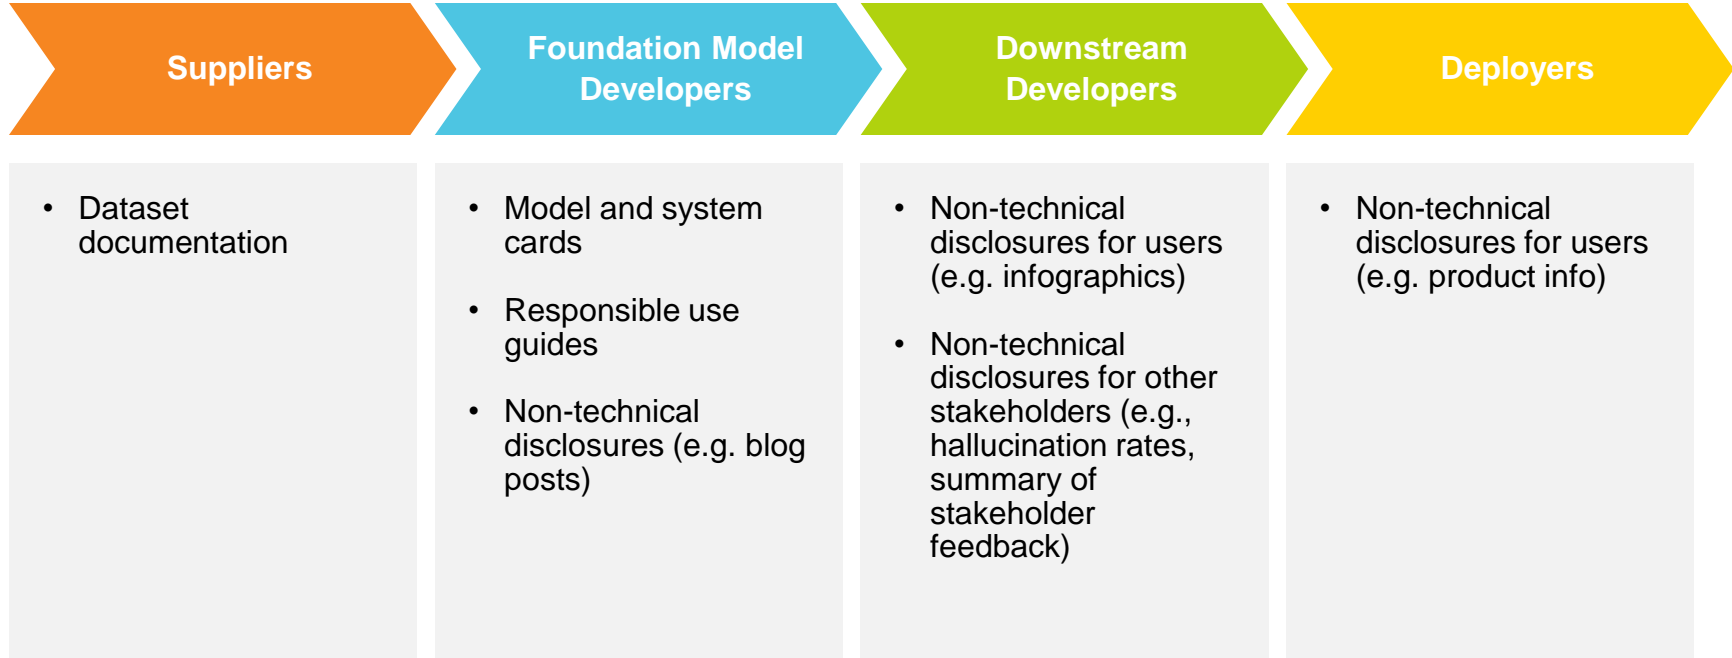 Suppliers
Foundation Model
Developers
Downstream
Developers
Deployers
• Dataset
documentation
• Model and system
cards
• Responsible use
guides
• Non-technical
disclosures (e.g. blog
posts)
• Non-technical
disclosures for users
(e.g. infographics)
• Non-technical
disclosures for other
stakeholders (e.g.,
hallucination rates,
summary of
stakeholder
feedback)
• Non-technical
disclosures for users
(e.g. product info)